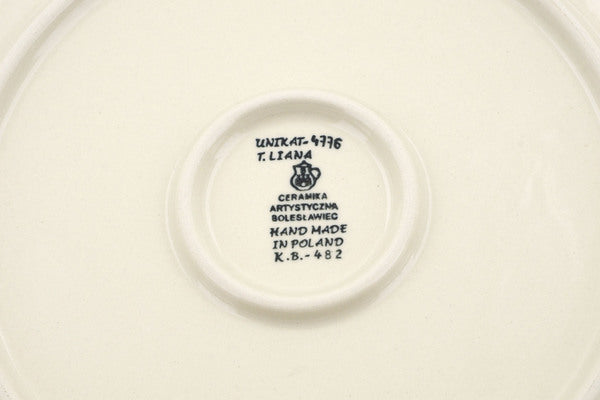 UNIKAT-4776
T. LIANA
CERAMIKA
ARTYSTYCZNA
BOLESŁAWIEC
HAND MADE
IN POLAND
K.B.-482